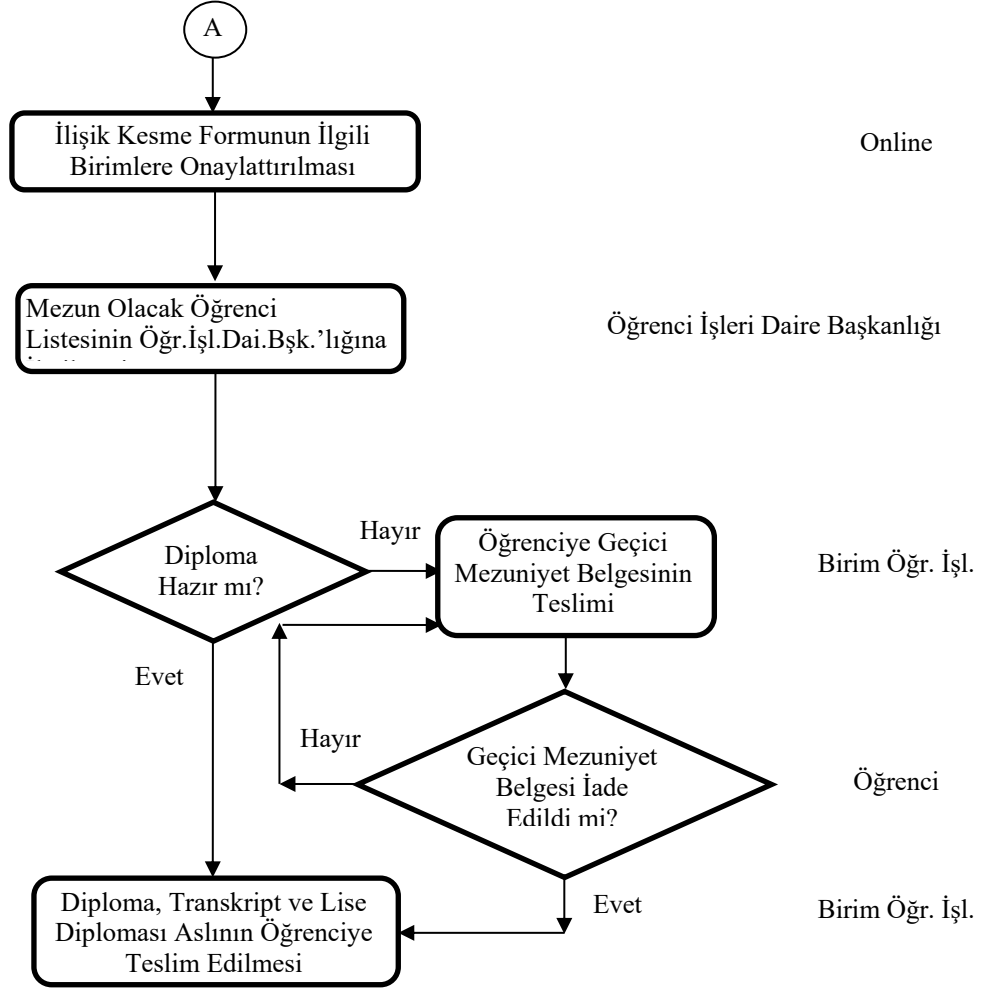 A
İlişik Kesme Formunun İlgili
Birimlere Onaylattırılması
Online
Mezun Olacak Öğrenci
Listesinin Öğr.İşl.Dai.Bşk.’lığına
Öğrenci İşleri Daire Başkanlığı
Diploma
Hazır mı?
Hayır
Öğrenciye Geçici
Mezuniyet Belgesinin
Teslimi
Birim Öğr. İşl.
Evet
Hayır
Geçici Mezuniyet
Belgesi İade
Edildi mi?
Öğrenci
Evet
Diploma, Transkript ve Lise
Diploması Aslının Öğrenciye
Teslim Edilmesi
Birim Öğr. İşl.